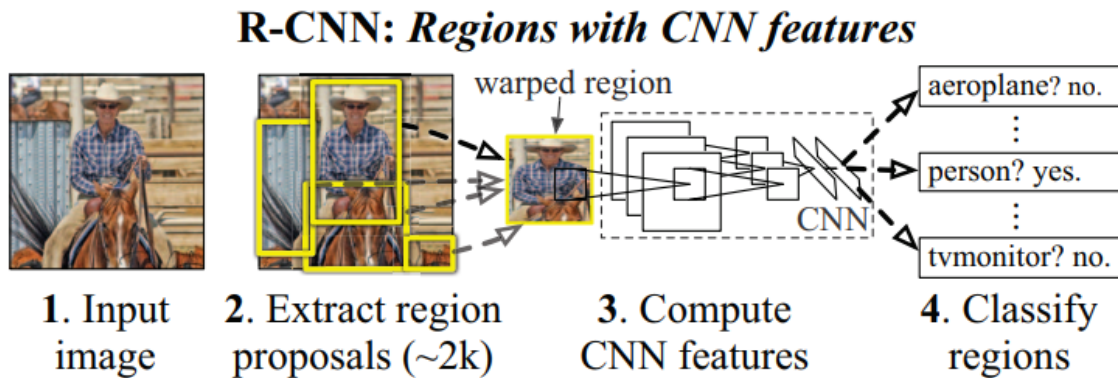 R-CNN: Regions with CNN features
warped region
aeroplane? no.
⋮
person? yes.
⋮
tvmonitor? no.
CNN
1. Input
image
2. Extract region
proposals (~2k)
3. Compute
CNN features
4. Classify
regions